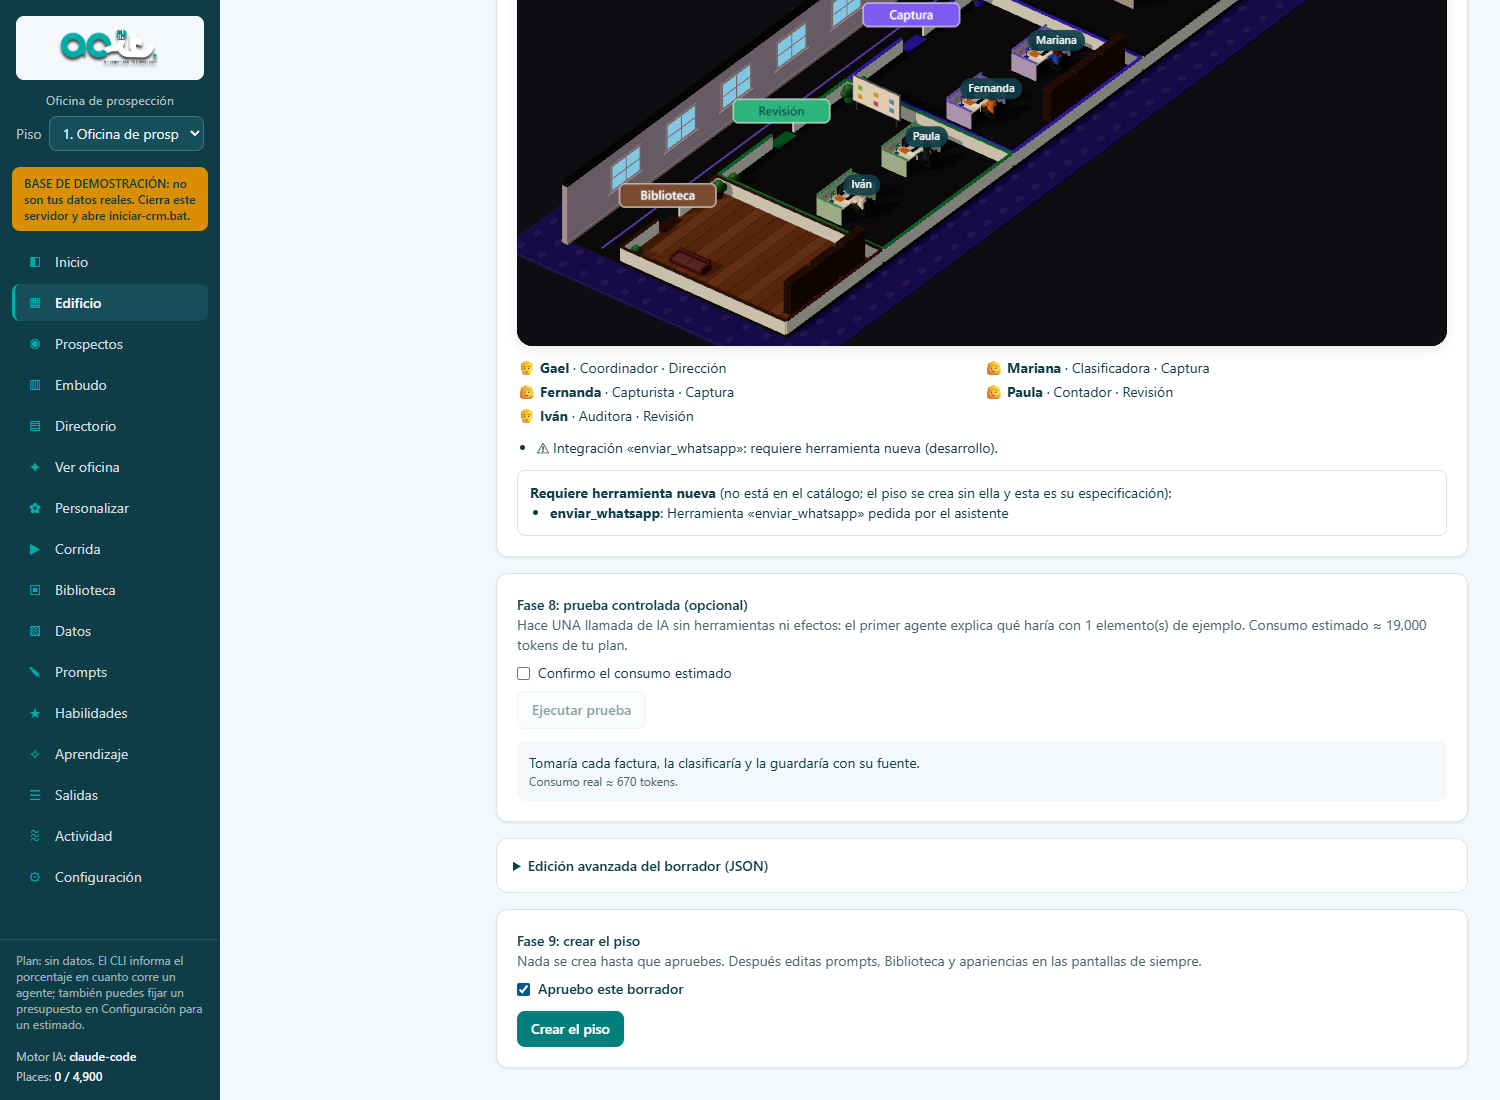 acit
Oficina de prospección
Piso
1. Oficina de prosp
BASE DE DEMOSTRACIÓN: no
son tus datos reales. Cierra este
servidor y abre iniciar-crm.bat.
Inicio
Edificio
Prospectos
Embudo
Directorio
Ver oficina
Personalizar
Corrida
Biblioteca
Datos
Prompts
Habilidades
Aprendizaje
Salidas
Actividad
Configuración
Plan: sin datos. El CLI informa el
porcentaje en cuanto corre un
agente; también puedes fijar un
presupuesto en Configuración para
un estimado.
Motor IA: claude-code
Places: 0 / 4,900
Captura
Mariana
Fernanda
Revisión
Paula
Iván
Biblioteca
Gael · Coordinador · Dirección
Mariana · Clasificadora · Captura
Fernanda · Capturista · Captura
Paula · Contador · Revisión
Iván · Auditora · Revisión
• ⚠ Integración «enviar_whatsapp»: requiere herramienta nueva (desarrollo).
Requiere herramienta nueva (no está en el catálogo; el piso se crea sin ella y esta es su especificación):
• enviar_whatsapp: Herramienta «enviar_whatsapp» pedida por el asistente
Fase 8: prueba controlada (opcional)
Hace UNA llamada de IA sin herramientas ni efectos: el primer agente explica qué haría con 1 elemento(s) de ejemplo. Consumo estimado ≈ 19,000
tokens de tu plan.
Confirmo el consumo estimado
Ejecutar prueba
Tomaría cada factura, la clasificaría y la guardaría con su fuente.
Consumo real ≈ 670 tokens.
Edición avanzada del borrador (JSON)
Fase 9: crear el piso
Nada se crea hasta que apruebes. Después editas prompts, Biblioteca y apariencias en las pantallas de siempre.
Apruebo este borrador
Crear el piso